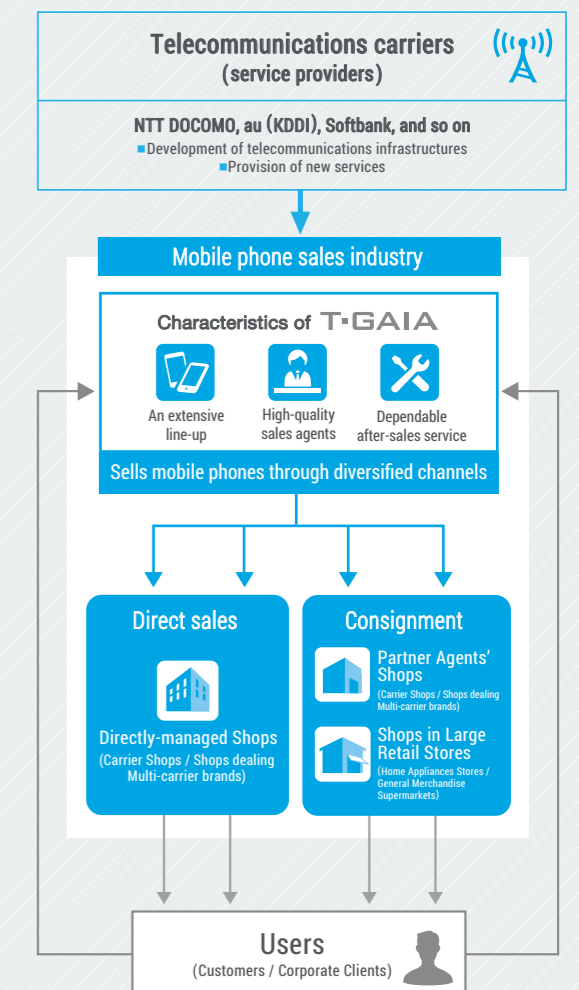 Telecommunications carriers
(service providers)
NTT DOCOMO, au (KDDI), Softbank, and so on
■Development of telecommunications infrastructures
■Provision of new services
Mobile phone sales industry
Characteristics of T·GAIA
An extensive
line-up
High-quality
sales agents
Dependable
after-sales service
Sells mobile phones through diversified channels
Direct sales
Directly-managed Shops
(Carrier Shops / Shops dealing
Multi-carrier brands)
Consignment
Partner Agents'
Shops
(Carrier Shops / Shops dealing
Multi-carrier brands)
Shops in Large
Retail Stores
(Home Appliances Stores /
General Merchandise
Supermarkets)
Users
(Customers / Corporate Clients)